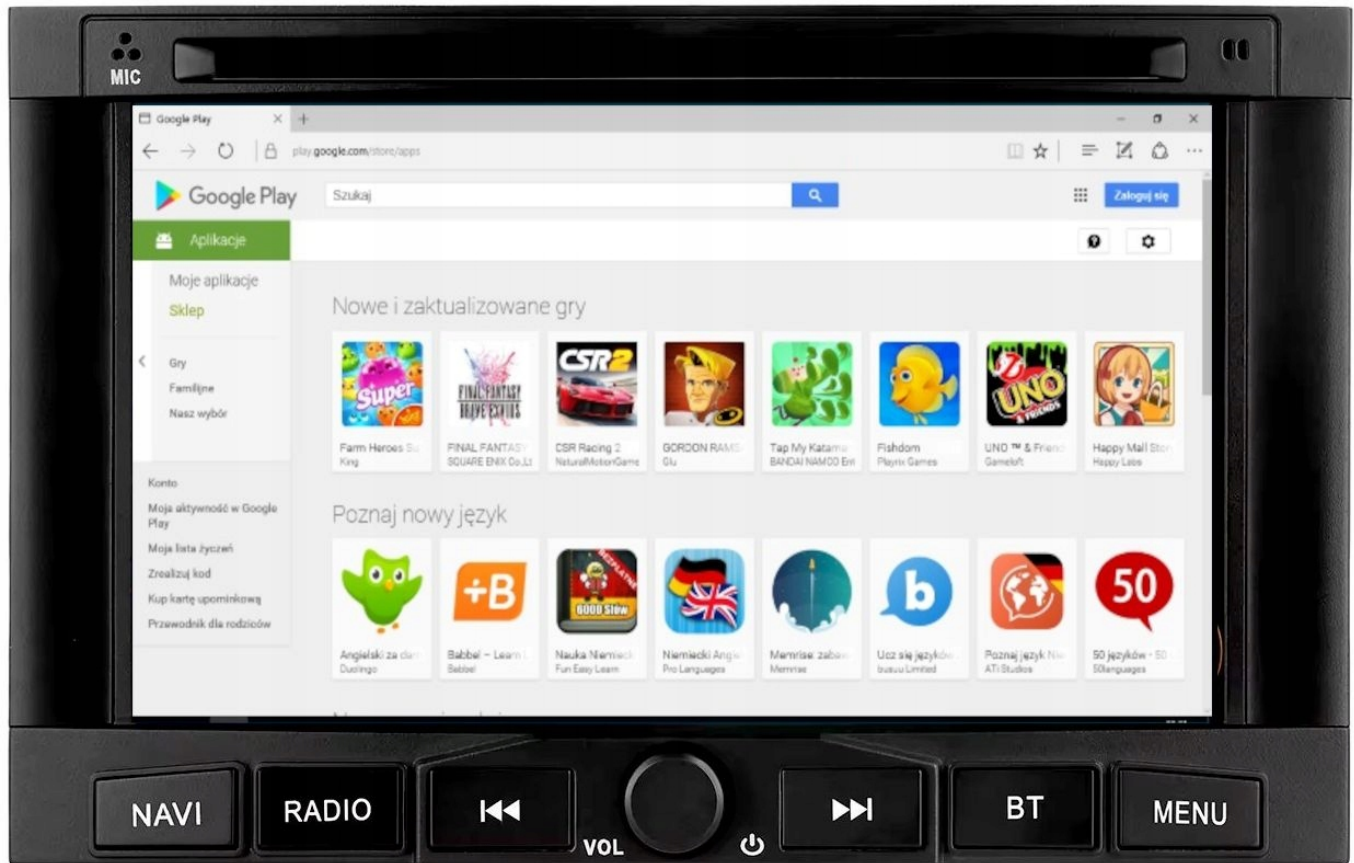 MIC
Google Play
play.google.com/store/apps
Google Play
Szukaj
Zaloguj się
Aplikacje
Moje aplikacje
Sklep
Gry
Familijne
Nasz wybór
Konto
Moja aktywność w Google
Play
Moja lista życzeń
Zrealizuj kod
Kup kartę upominkową
Przewodnik dla rodziców
Nowe i zaktualizowane gry
Super
FINAL FANTASY
BRAVE EXVIUS
CSR2
UNO
& FRIENDS
Farm Heroes Su
King
FINAL FANTASY
SQUARE ENIX Co.,Lt
CSR Racing 2
NaturalMotionGame
GORDON RAMS
Glu
Tap My Katama
BANDAI NAMCO Ent
Fishdom
Playrix Games
UNO ™ & Friend
Gameloft
Happy Mall Stor
Happy Labs
Poznaj nowy język
+B
BEZPŁATNE
6000 Słów
b
50
Angielski za dar
Duolingo
Babbel – Learn L
Babbel
Nauka Niemieck
Fun Easy Learn
Niemiecki Angie
Pro Languages
Memrise: zabaw
Memrise
Ucz się języków
busuu Limited
Poznaj język Nie
ATi Studios
50 języków - 50
50languages
NAVI
RADIO
VOL
BT
MENU